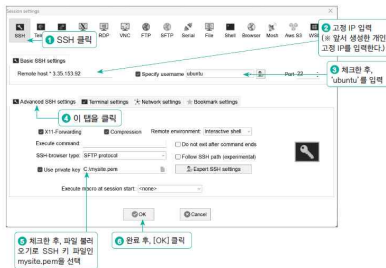 Session settings
SSH
RDP
VNC
FTP
SFTP
Serial
File
Shell
Browser
Mosh
Aws S3
WSL
① SSH 클릭
② 고정 IP 입력
(※ 앞서 생성한 개인
고정 IP를 입력한다.)
Basic SSH settings
Remote host * 3.35.153.92
Specify username ubuntu
Port 22
③ 체크한 후,
'ubuntu'를 입력
Advanced SSH settings
Terminal settings
Network settings
Bookmark settings
④ 이 탭을 클릭
X11-Forwarding
Compression
Remote environment: Interactive shell
Execute command:
Do not exit after command ends
SSH-browser type: SFTP protocol
Follow SSH path (experimental)
Use private key C:\mysite.pem
Expert SSH settings
Execute macro at session start: <none>
OK
Cancel
⑤ 체크한 후, 파일 불러
오기로 SSH 키 파일인
mysite.pem을 선택
⑥ 완료 후, [OK] 클릭